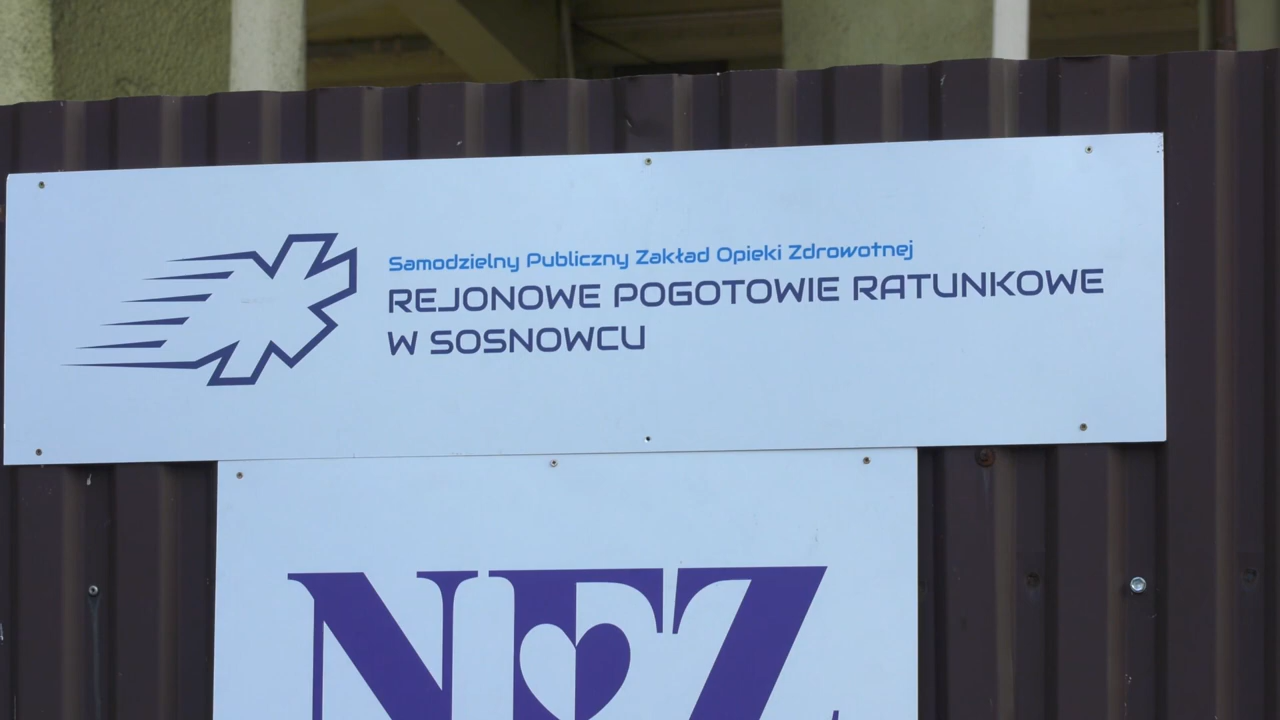 Samodzielny Publiczny Zakład Opieki Zdrowotnej
REJONOWE POGOTOWIE RATUNKOWE
W SOSNOWCU
NFZ